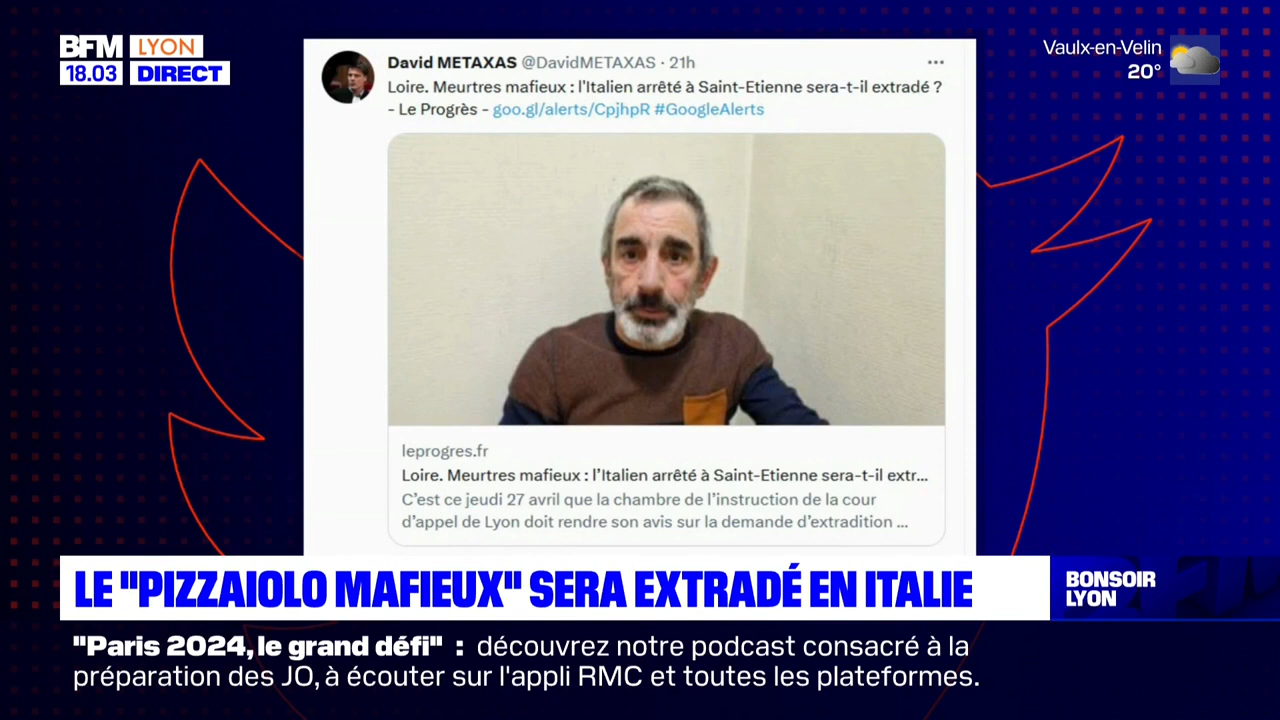 BFM LYON
18.03 DIRECT
Vaulx-en-Velin
20°
David METAXAS @DavidMETAXAS · 21h
Loire. Meurtres mafieux : l'Italien arrêté à Saint-Etienne sera-t-il extradé ?
- Le Progrès - goo.gl/alerts/CpjhpR #GoogleAlerts
leprogres.fr
Loire. Meurtres mafieux : l'Italien arrêté à Saint-Etienne sera-t-il extr...
C'est ce jeudi 27 avril que la chambre de l'instruction de la cour
d'appel de Lyon doit rendre son avis sur la demande d'extradition ...
LE "PIZZAIOLO MAFIEUX" SERA EXTRADÉ EN ITALIE
BONSOIR
LYON
"Paris 2024, le grand défi" : découvrez notre podcast consacré à la
préparation des JO, à écouter sur l'appli RMC et toutes les plateformes.